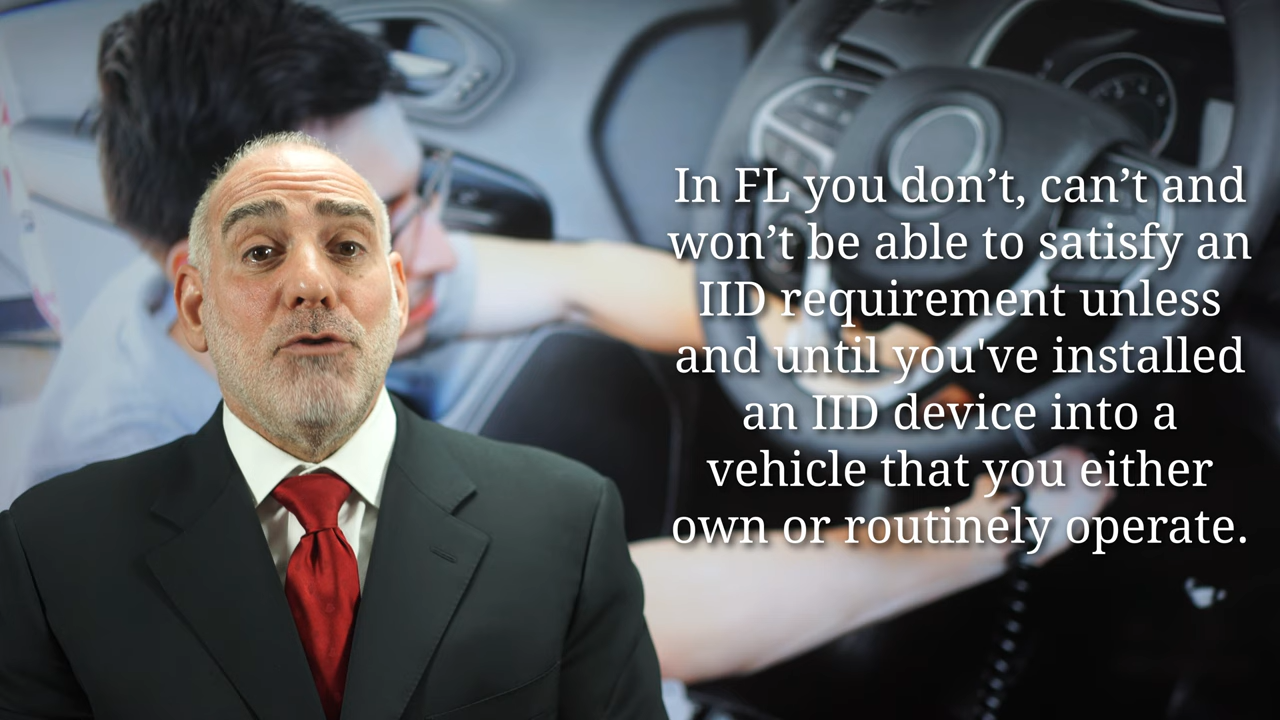 In FL you don’t, can’t and
won’t be able to satisfy an
IID requirement unless
and until you've installed
an IID device into a
vehicle that you either
own or routinely operate.